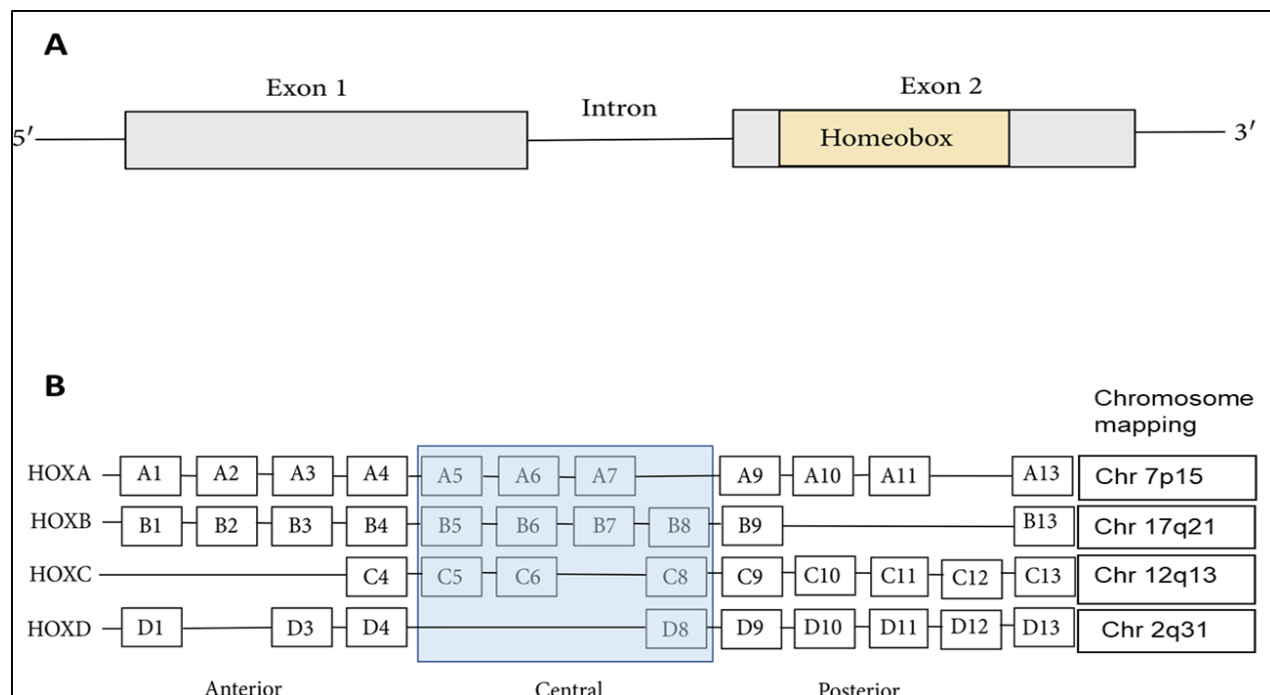 A
Exon 1
Intron
Exon 2
5′
Homeobox
3′
B
Chromosome
mapping
HOXA A1 A2 A3 A4 A5 A6 A7 A9 A10 A11 A13 Chr 7p15
HOXB B1 B2 B3 B4 B5 B6 B7 B8 B9 B13 Chr 17q21
HOXC C4 C5 C6 C8 C9 C10 C11 C12 C13 Chr 12q13
HOXD D1 D3 D4 D8 D9 D10 D11 D12 D13 Chr 2q31
Anterior Central Posterior